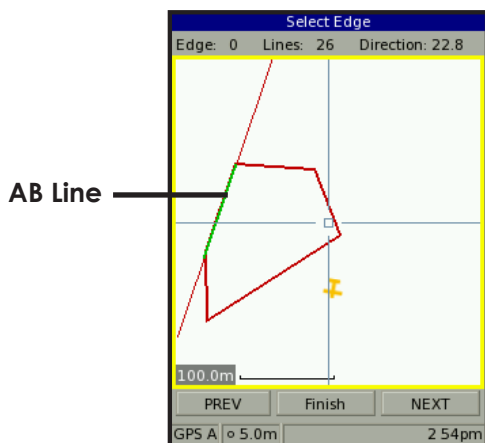 Select Edge
Edge: 0 Lines: 26 Direction: 22.8
AB Line
100.0m
PREV Finish NEXT
GPS A 5.0m 2 54pm